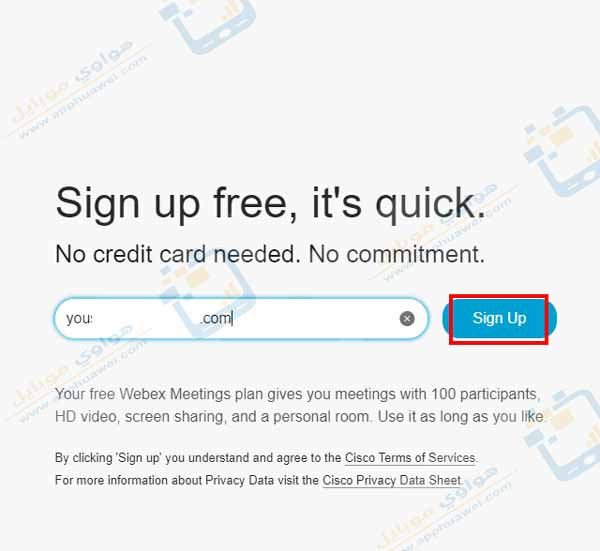 هواوي موبايل
www.apphuawei.com
Sign up free, it's quick.
No credit card needed. No commitment.
yous .com
Sign Up
Your free Webex Meetings plan gives you meetings with 100 participants,
HD video, screen sharing, and a personal room. Use it as long as you like.
By clicking 'Sign up' you understand and agree to the Cisco Terms of Services.
For more information about Privacy Data visit the Cisco Privacy Data Sheet.